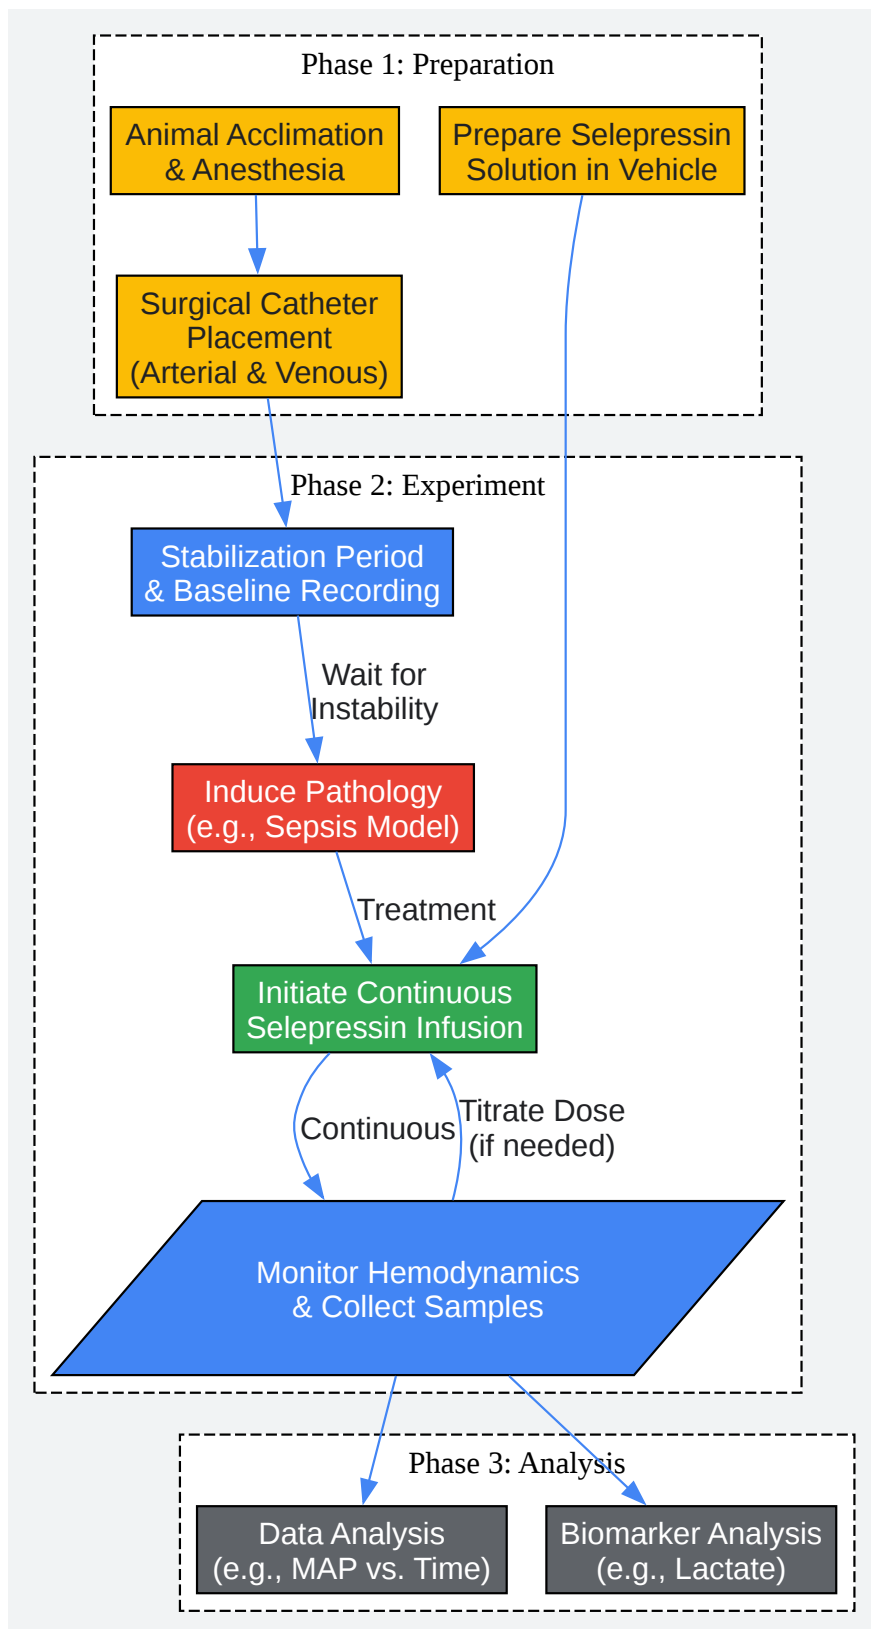 Phase 1: Preparation
Animal Acclimation
& Anesthesia
Prepare Selepressin
Solution in Vehicle
Surgical Catheter
Placement
(Arterial & Venous)
Phase 2: Experiment
Stabilization Period
& Baseline Recording
Wait for
Instability
Induce Pathology
(e.g., Sepsis Model)
Treatment
Initiate Continuous
Selepressin Infusion
Continuous
Titrate Dose
(if needed)
Monitor Hemodynamics
& Collect Samples
Phase 3: Analysis
Data Analysis
(e.g., MAP vs. Time)
Biomarker Analysis
(e.g., Lactate)